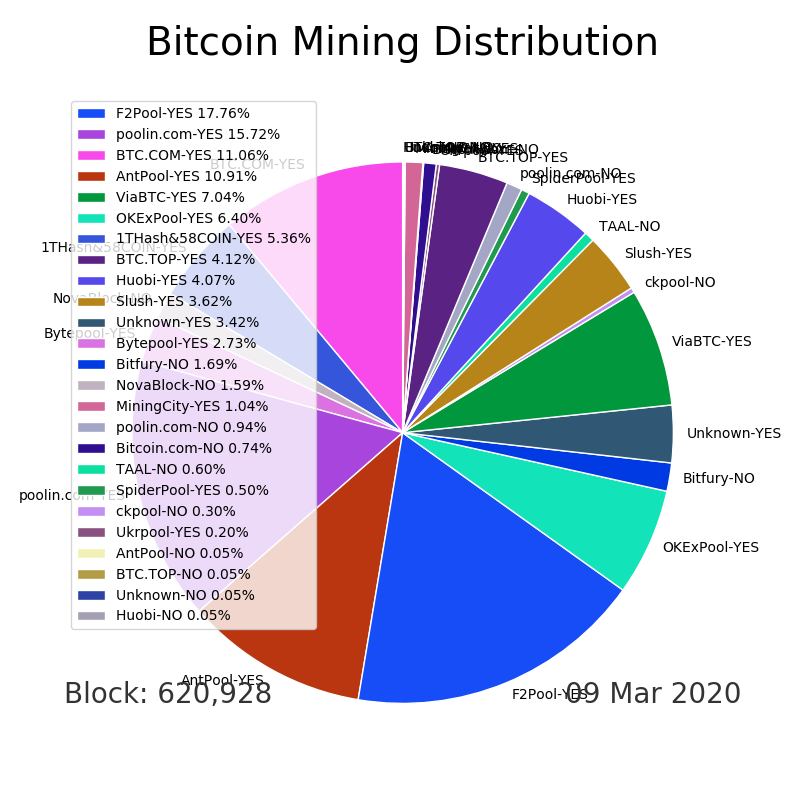 Bitcoin Mining Distribution
F2Pool-YES 17.76%
poolin.com-YES 15.72%
BTC.COM-YES 11.06%
AntPool-YES 10.91%
ViaBTC-YES 7.04%
OKExPool-YES 6.40%
1THash&58COIN-YES 5.36%
BTC.TOP-YES 4.12%
Huobi-YES 4.07%
Slush-YES 3.62%
Unknown-YES 3.42%
Bytepool-YES 2.73%
Bitfury-NO 1.69%
NovaBlock-NO 1.59%
MiningCity-YES 1.04%
poolin.com-NO 0.94%
Bitcoin.com-NO 0.74%
TAAL-NO 0.60%
SpiderPool-YES 0.50%
ckpool-NO 0.30%
Ukrpool-YES 0.20%
AntPool-NO 0.05%
BTC.TOP-NO 0.05%
Unknown-NO 0.05%
Huobi-NO 0.05%
BTC.COM-YES
1THash&58COIN-YES
NovaBlock-NO
Bytepool-YES
poolin.com-YES
AntPool-YES
BTC.TOP-YES
poolin.com-NO
SpiderPool-YES
Huobi-YES
TAAL-NO
Slush-YES
ckpool-NO
ViaBTC-YES
Unknown-YES
Bitfury-NO
OKExPool-YES
F2Pool-YES
Block: 620,928
09 Mar 2020